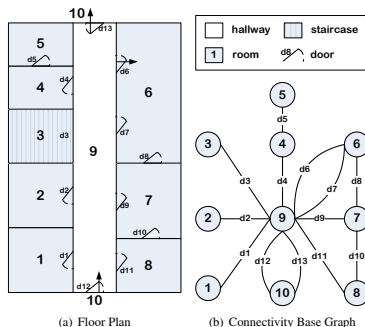 10
d13
5
d5
d6
d4
4
6
3
d3
d7
9
d8
2
d2
7
d9
d10
1
d1
8
d11
d12
10
hallway
staircase
1
room
d8
door
5
d5
3
4
6
d6
d3
d4
d7
d8
2
d2
9
d9
7
d1
d12
d13
d11
d10
1
10
8
(a) Floor Plan
(b) Connectivity Base Graph